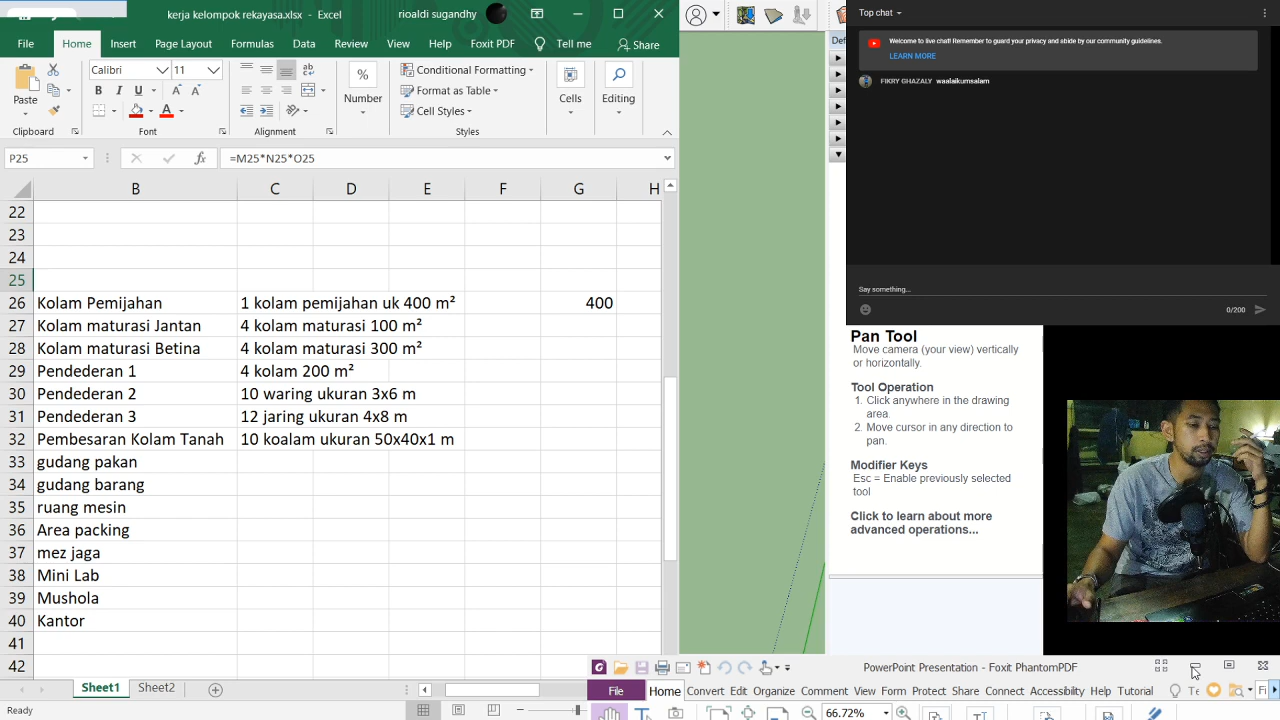 kerja kelompok rekayasa.xlsx - Excel
rioaldi sugandhy
File Home Insert Page Layout Formulas Data Review View Help Foxit PDF Tell me Share
Calibri 11
Paste
B I U
%
Number
Conditional Formatting
Format as Table
Cell Styles
Cells
Editing
Clipboard Font Alignment Styles
P25 fx =M25*N25*O25
B C D E F G H
22
23
24
25
26 Kolam Pemijahan 1 kolam pemijahan uk 400 m² 400
27 Kolam maturasi Jantan 4 kolam maturasi 100 m²
28 Kolam maturasi Betina 4 kolam maturasi 300 m²
29 Pendederan 1 4 kolam 200 m²
30 Pendederan 2 10 waring ukuran 3x6 m
31 Pendederan 3 12 jaring ukuran 4x8 m
32 Pembesaran Kolam Tanah 10 koalam ukuran 50x40x1 m
33 gudang pakan
34 gudang barang
35 ruang mesin
36 Area packing
37 mez jaga
38 Mini Lab
39 Mushola
40 Kantor
41
42
Sheet1 Sheet2
Ready
Def
Top chat
Welcome to live chat! Remember to guard your privacy and abide by our community guidelines.
LEARN MORE
FIKRY GHAZALY waalaikumsalam
Say something...
0/200
Pan Tool
Move camera (your view) vertically
or horizontally.
Tool Operation
1. Click anywhere in the drawing
area.
2. Move cursor in any direction to
pan.
Modifier Keys
Esc = Enable previously selected
tool
Click to learn about more
advanced operations...
PowerPoint Presentation - Foxit PhantomPDF
File Home Convert Edit Organize Comment View Form Protect Share Connect Accessibility Help Tutorial Te Fi
66.72%